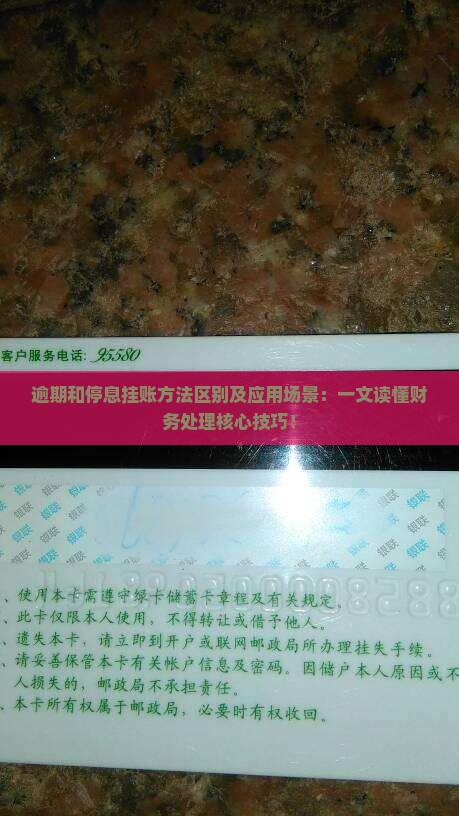 客户服务电话: 95580
逾期和停息挂账方法区别及应用场景：一文读懂财
务处理核心技巧！
银联 银联 银联 银联
、使用本卡需遵守绿卡储蓄卡章程及有关规定。
、此卡仅限本人使用，不得转让或借予他人。
遗失本卡，请立即到开户或联网邮政局所办理挂失手续。
、请妥善保管本卡有关帐户信息及密码。因储户本人原因或不
人损失的，邮政局不承担责任。
、本卡所有权属于邮政局，必要时有权收回。